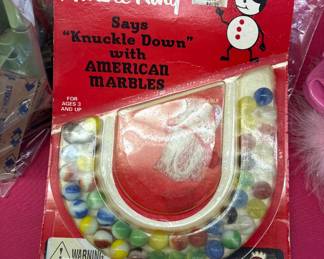 Says
"Knuckle Down"
with
AMERICAN
MARBLES
FOR
AGES 3
AND UP
WARNING